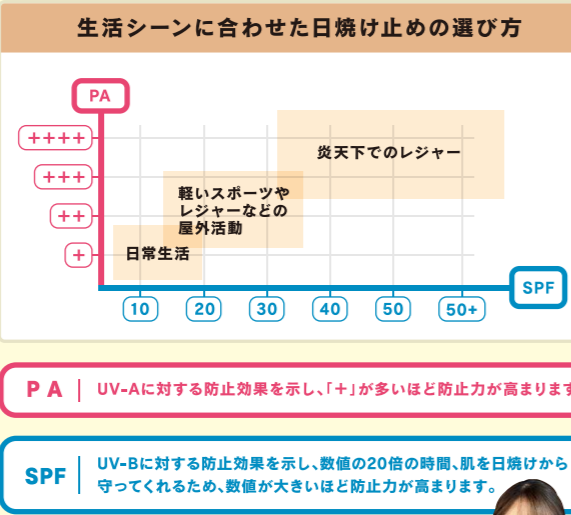 生活シーンに合わせた日焼け止めの選び方
PA
++++
+++
++
+
炎天下でのレジャー
軽いスポーツや
レジャーなどの
屋外活動
日常生活
10
20
30
40
50
50+
SPF
PA UV-Aに対する防止効果を示し、「+」が多いほど防止力が高まります
SPF
UV-Bに対する防止効果を示し、数値の20倍の時間、肌を日焼けから
守ってくれるため、数値が大きいほど防止力が高まります。